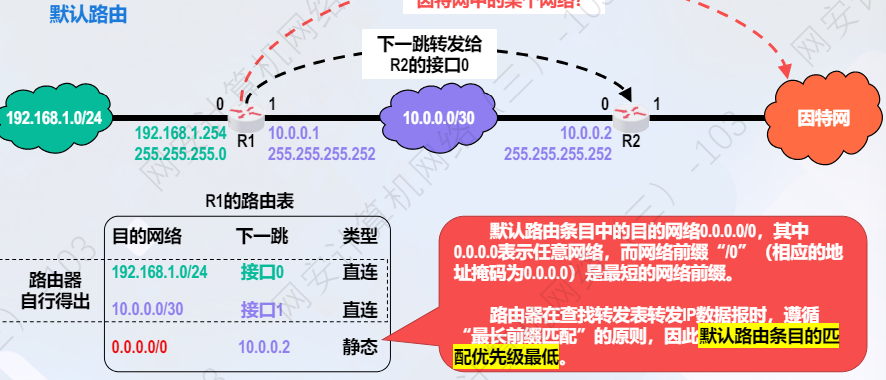 默认路由
因特网中的某个网络！
下一跳转发给
R2的接口0
192.168.1.0/24
0
1
10.0.0.0/30
0
1
因特网
192.168.1.254
255.255.255.0
R1
10.0.0.1
255.255.255.252
10.0.0.2
255.255.255.252
R2
R1的路由表
目的网络 下一跳 类型
192.168.1.0/24 接口0 直连
10.0.0.0/30 接口1 直连
0.0.0.0/0 10.0.0.2 静态
路由器
自行得出
默认路由条目中的目的网络0.0.0.0/0，其中
0.0.0.0表示任意网络，而网络前缀“/0”（相应的地
址掩码为0.0.0.0）是最短的网络前缀。
路由器在查找转发表转发IP数据报时，遵循
“最长前缀匹配”的原则，因此默认路由条目的匹
配优先级最低。
网安计算机网络（三）-103